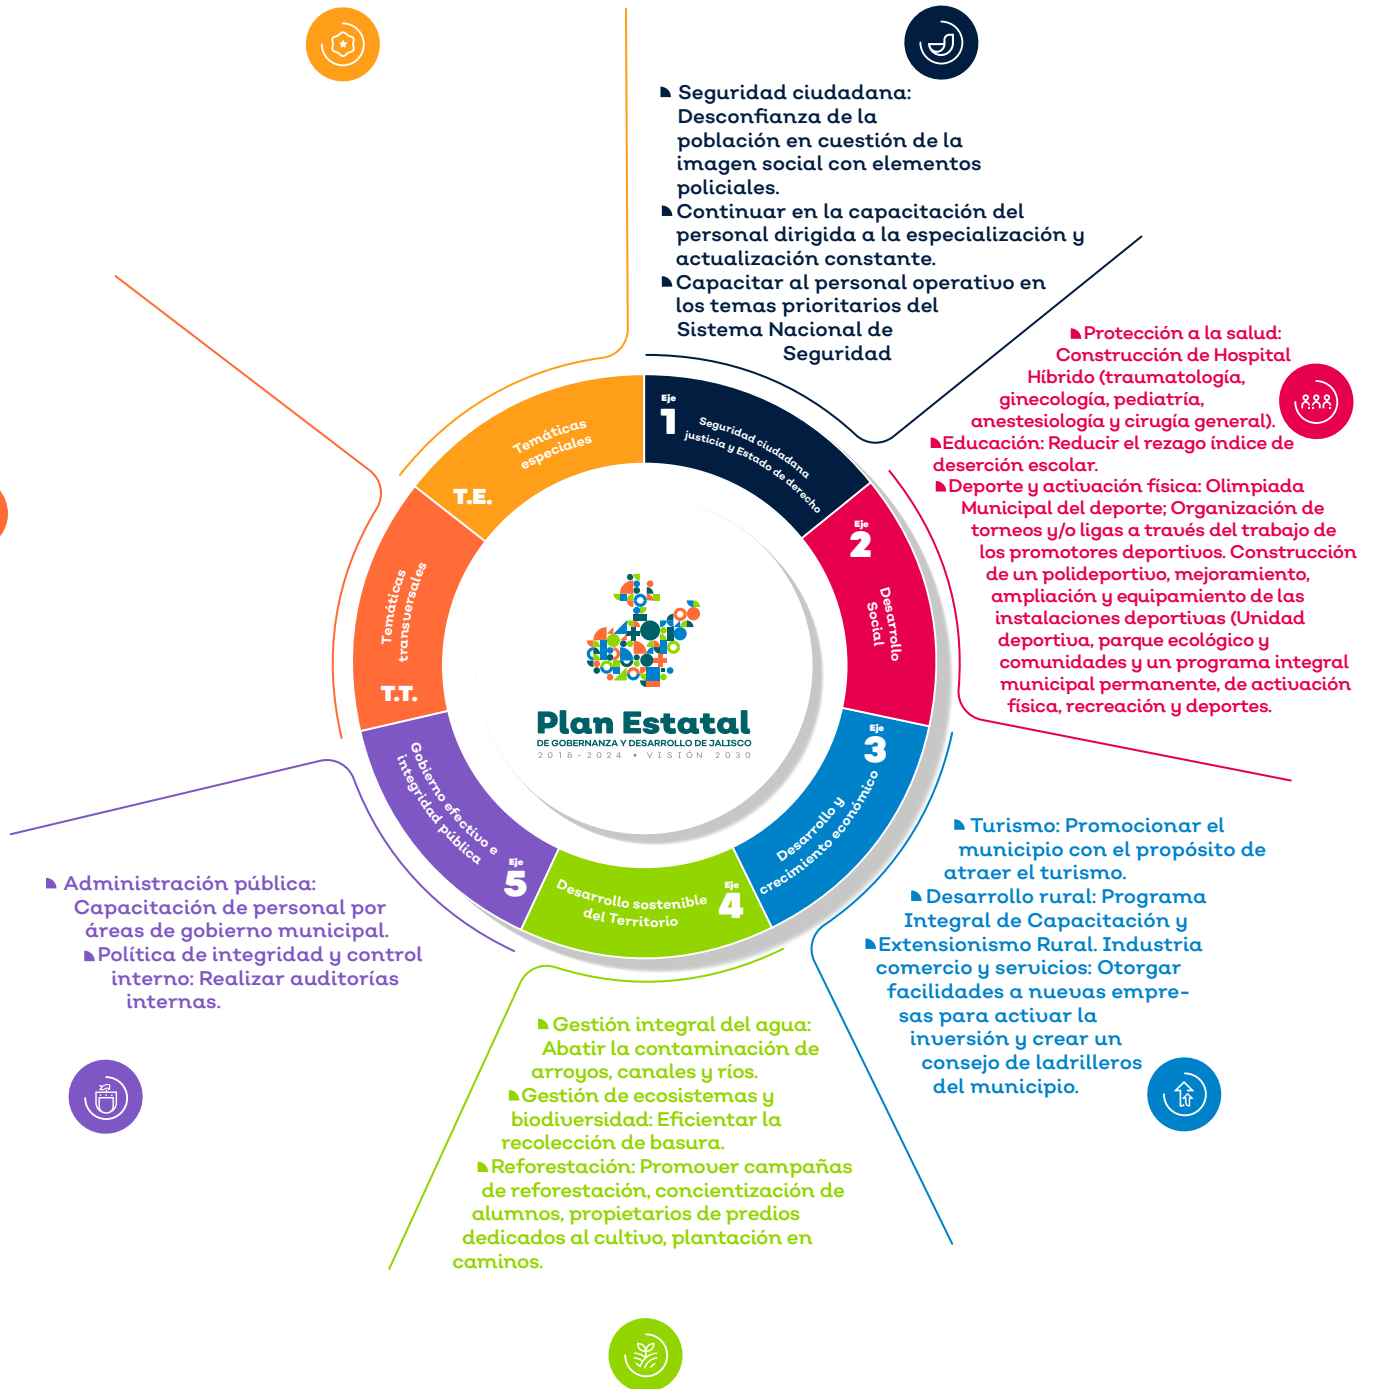 Seguridad ciudadana:
Desconfianza de la
población en cuestión de la
imagen social con elementos
policiales.
Continuar en la capacitación del
personal dirigida a la especialización y
actualización constante.
Capacitar al personal operativo en
los temas prioritarios del
Sistema Nacional de
Seguridad
Protección a la salud:
Construcción de Hospital
Híbrido (traumatología,
ginecología, pediatría,
anestesiología y cirugía general).
Educación: Reducir el rezago índice de
deserción escolar.
Deporte y activación física: Olimpiada
Municipal del deporte; Organización de
torneos y/o ligas a través del trabajo de
los promotores deportivos. Construcción
de un polideportivo, mejoramiento,
ampliación y equipamiento de las
instalaciones deportivas (Unidad
deportiva, parque ecológico y
comunidades y un programa integral
municipal permanente, de activación
física, recreación y deportes.
Eje
1
Seguridad ciudadana
justicia y Estado de derecho
Eje
2
Desarrollo
Social
Eje
3
Desarrollo y
crecimiento económico
Eje
4
Desarrollo sostenible
del Territorio
Eje
5
Gobierno efectivo e
integridad pública
T.T.
Temáticas
transversales
T.E.
Temáticas
especiales
Plan Estatal
DE GOBERNANZA Y DESARROLLO DE JALISCO
2018-2024 • VISIÓN 2030
Turismo: Promocionar el
municipio con el propósito de
atraer el turismo.
Desarrollo rural: Programa
Integral de Capacitación y
Extensionismo Rural. Industria
comercio y servicios: Otorgar
facilidades a nuevas empre-
sas para activar la
inversión y crear un
consejo de ladrilleros
del municipio.
Administración pública:
Capacitación de personal por
áreas de gobierno municipal.
Política de integridad y control
interno: Realizar auditorías
internas.
Gestión integral del agua:
Abatir la contaminación de
arroyos, canales y ríos.
Gestión de ecosistemas y
biodiversidad: Eficientar la
recolección de basura.
Reforestación: Promover campañas
de reforestación, concientización de
alumnos, propietarios de predios
dedicados al cultivo, plantación en
caminos.